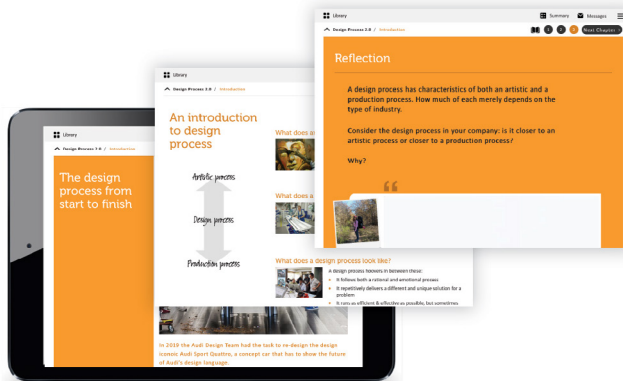 Library
Design Process 2.0 / Introduction
The design
process from
start to finish
In 2019 the Audi Design Team had the task to re-design the design
iconic Audi Sport Quattro, a concept car that has to show the future
of Audi's design language.
Library
Design Process 2.0 / Introduction
An introduction
to design
process
Artistic process
Design process
Production process
What does a
What does a
What does a design process look like?
A design process hoovers in between these:
It follows both a rational and emotional process
It repetitively delivers a different and unique solution for a
problem
It runs as efficient & effective as possible, but sometimes
Library
Summary
Messages
Design Process 2.0 / Introduction
1
2
3
Next Chapter >
Reflection
A design process has characteristics of both an artistic and a
production process. How much of each merely depends on the
type of industry.
Consider the design process in your company: is it closer to an
artistic process or closer to a production process?
Why?
“